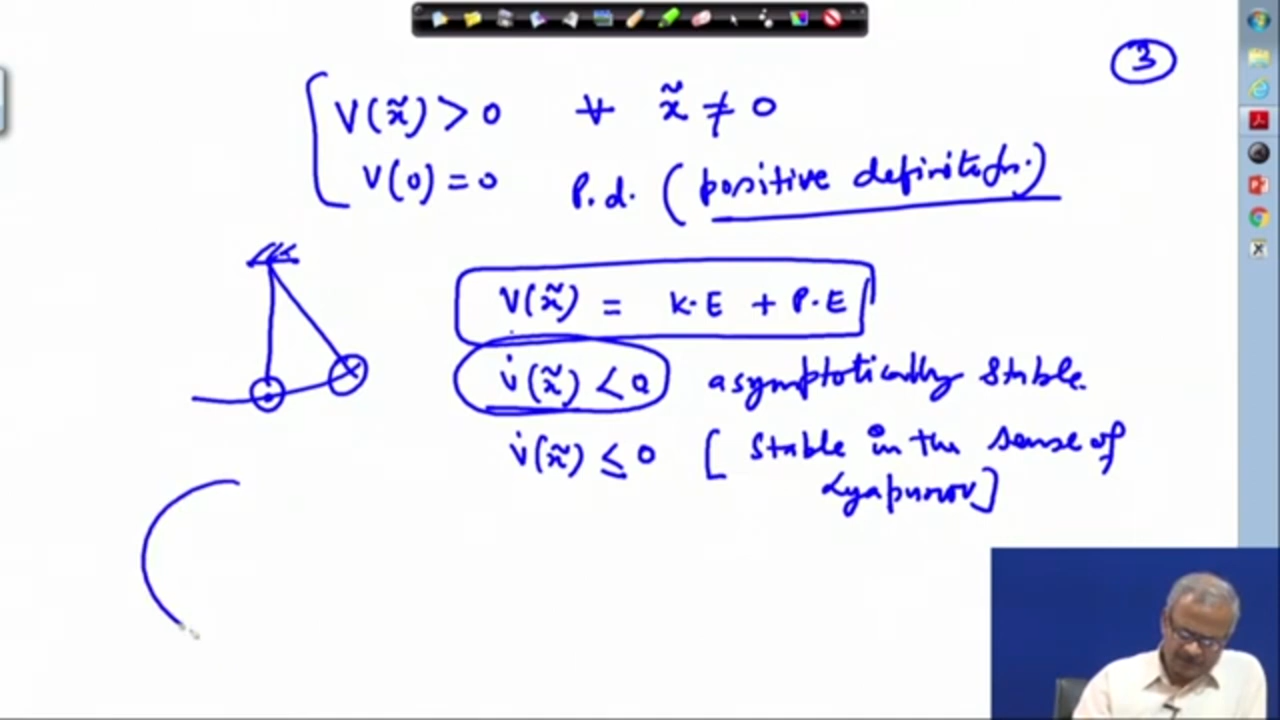 3
V(x̃) > 0 ∀ x̃ ≠ 0
V(0) = 0 P.d. (positive definite fn.)
V(x̃) = K.E + P.E
V̇(x̃) < 0 asymptotically stable.
V̇(x̃) ≤ 0 [Stable in the sense of
Lyapunov]